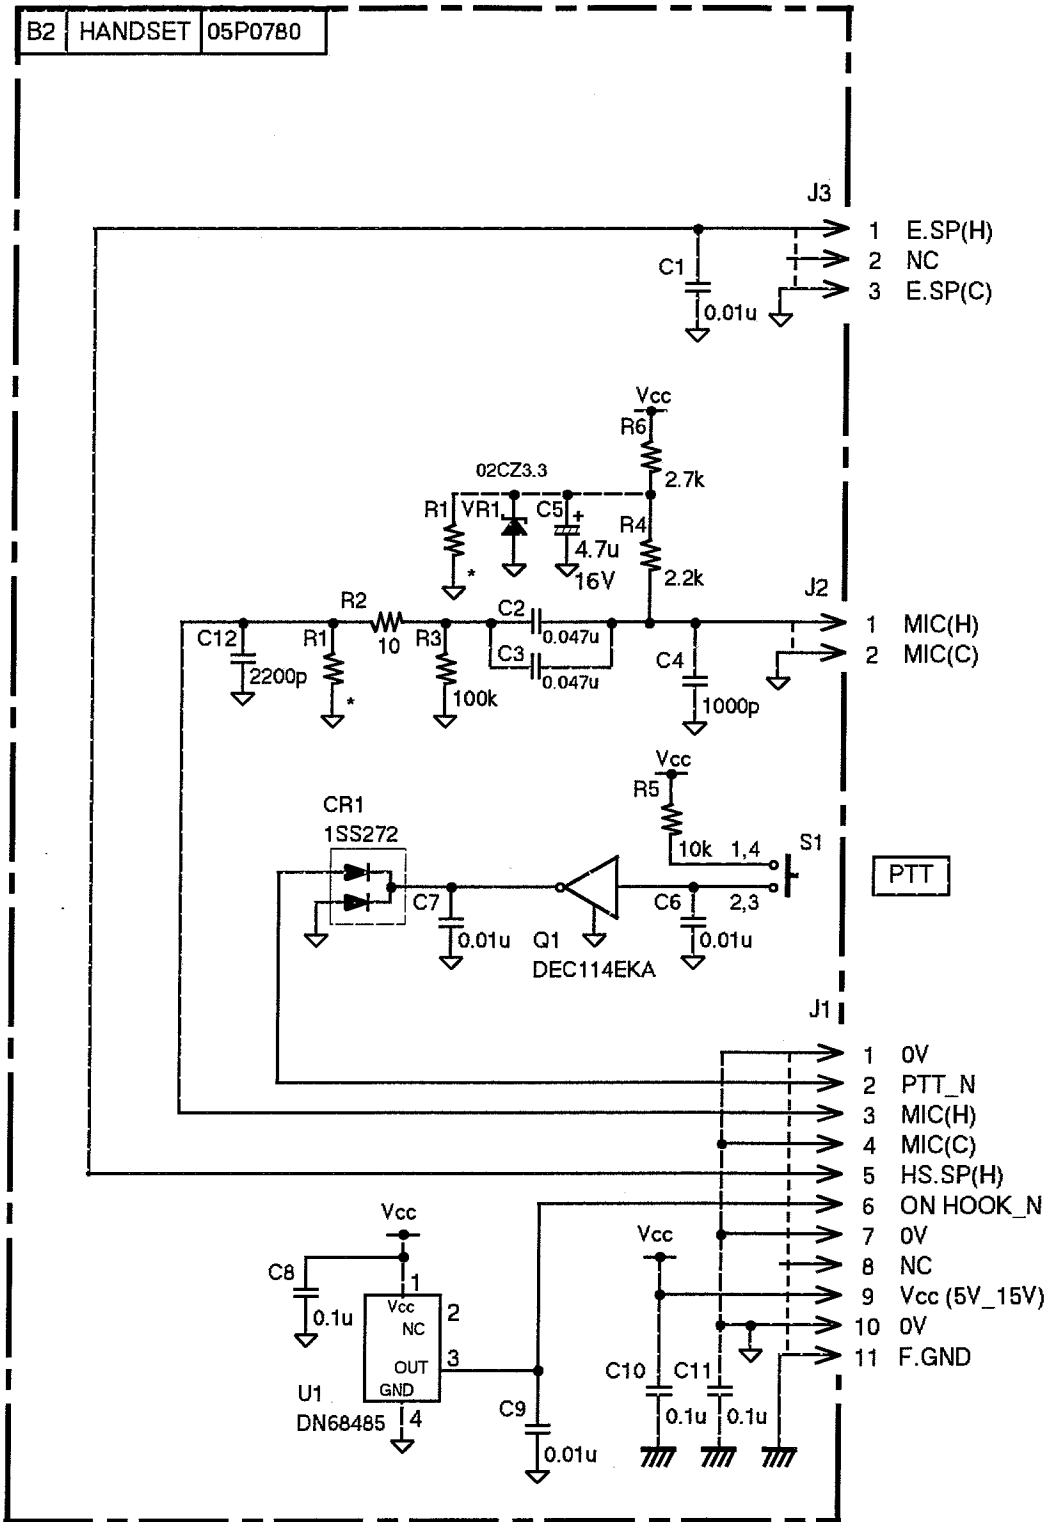 B2 HANDSET 05P0780
J3
1 E.SP(H)
2 NC
3 E.SP(C)
C1
0.01u
Vcc
R6
2.7k
02CZ3.3
R1 VR1 C5 +
R4
4.7u
16V
*
2.2k
J2
R2
C12 R1 10 R3 C2
0.047u
C3
0.047u
2200p
*
100k
C4
1000p
1 MIC(H)
2 MIC(C)
Vcc
R5
10k 1,4
S1
2,3
PTT
CR1
1SS272
C7
0.01u
Q1
DEC114EKA
C6
0.01u
J1
1 0V
2 PTT_N
3 MIC(H)
4 MIC(C)
5 HS.SP(H)
6 ON HOOK_N
7 0V
8 NC
9 Vcc (5V_15V)
10 0V
11 F.GND
Vcc
C8
0.1u
1
Vcc
NC
2
OUT
3
GND
4
U1
DN68485
C9
0.01u
Vcc
C10 C11
0.1u 0.1u